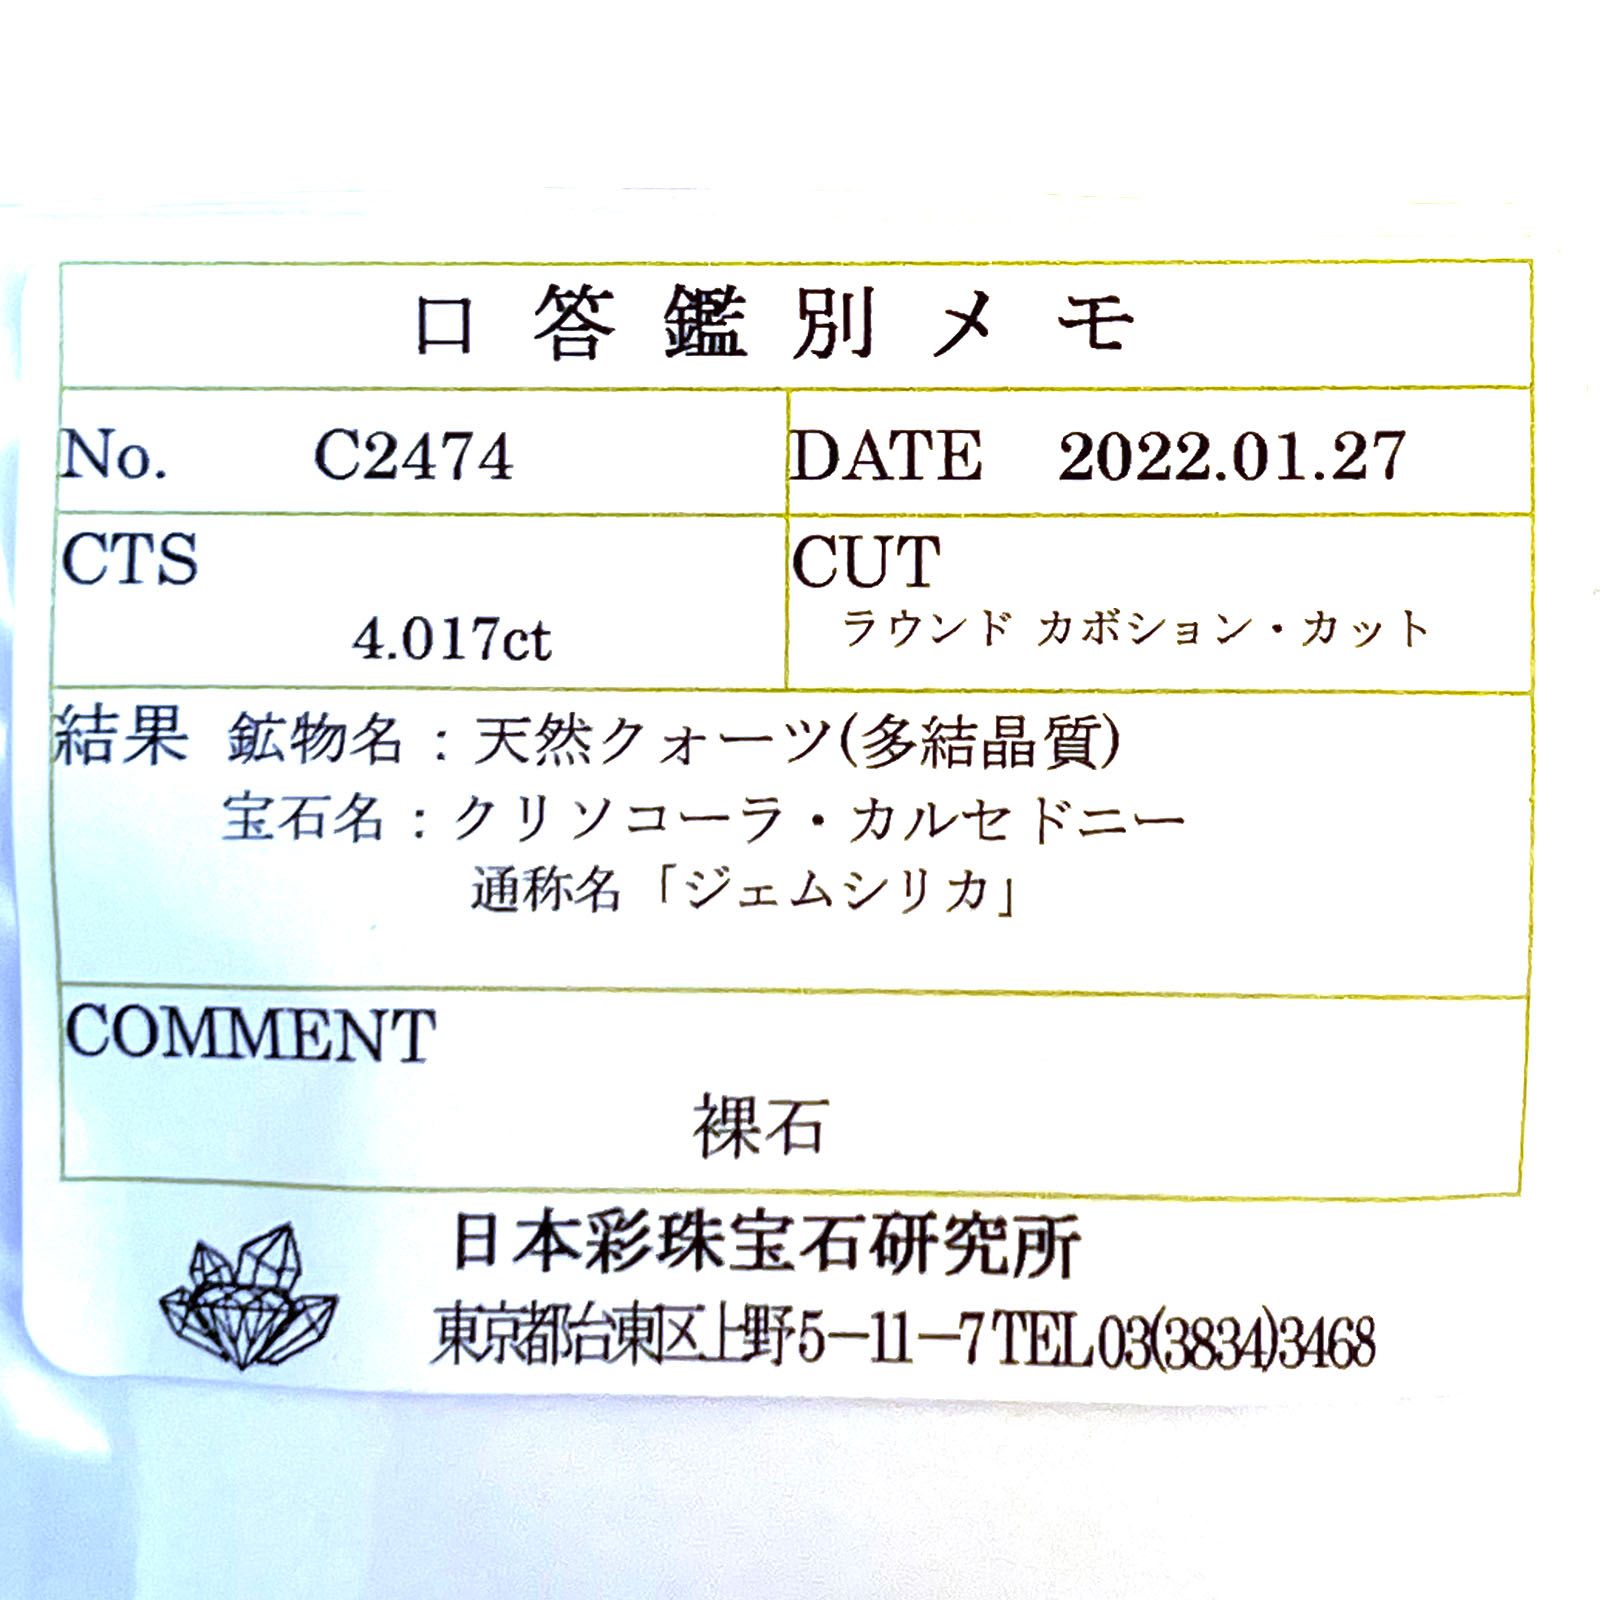 口答鑑別メモ
No. C2474
DATE 2022.01.27
CTS
4.017ct
CUT
ラウンド カボション・カット
結果 鉱物名：天然クォーツ(多結晶質)
宝石名：クリソコーラ・カルセドニー
通称名「ジェムシリカ」
COMMENT
裸石
日本彩珠宝石研究所
東京都台東区上野5－11－7 TEL 03(3834)3468